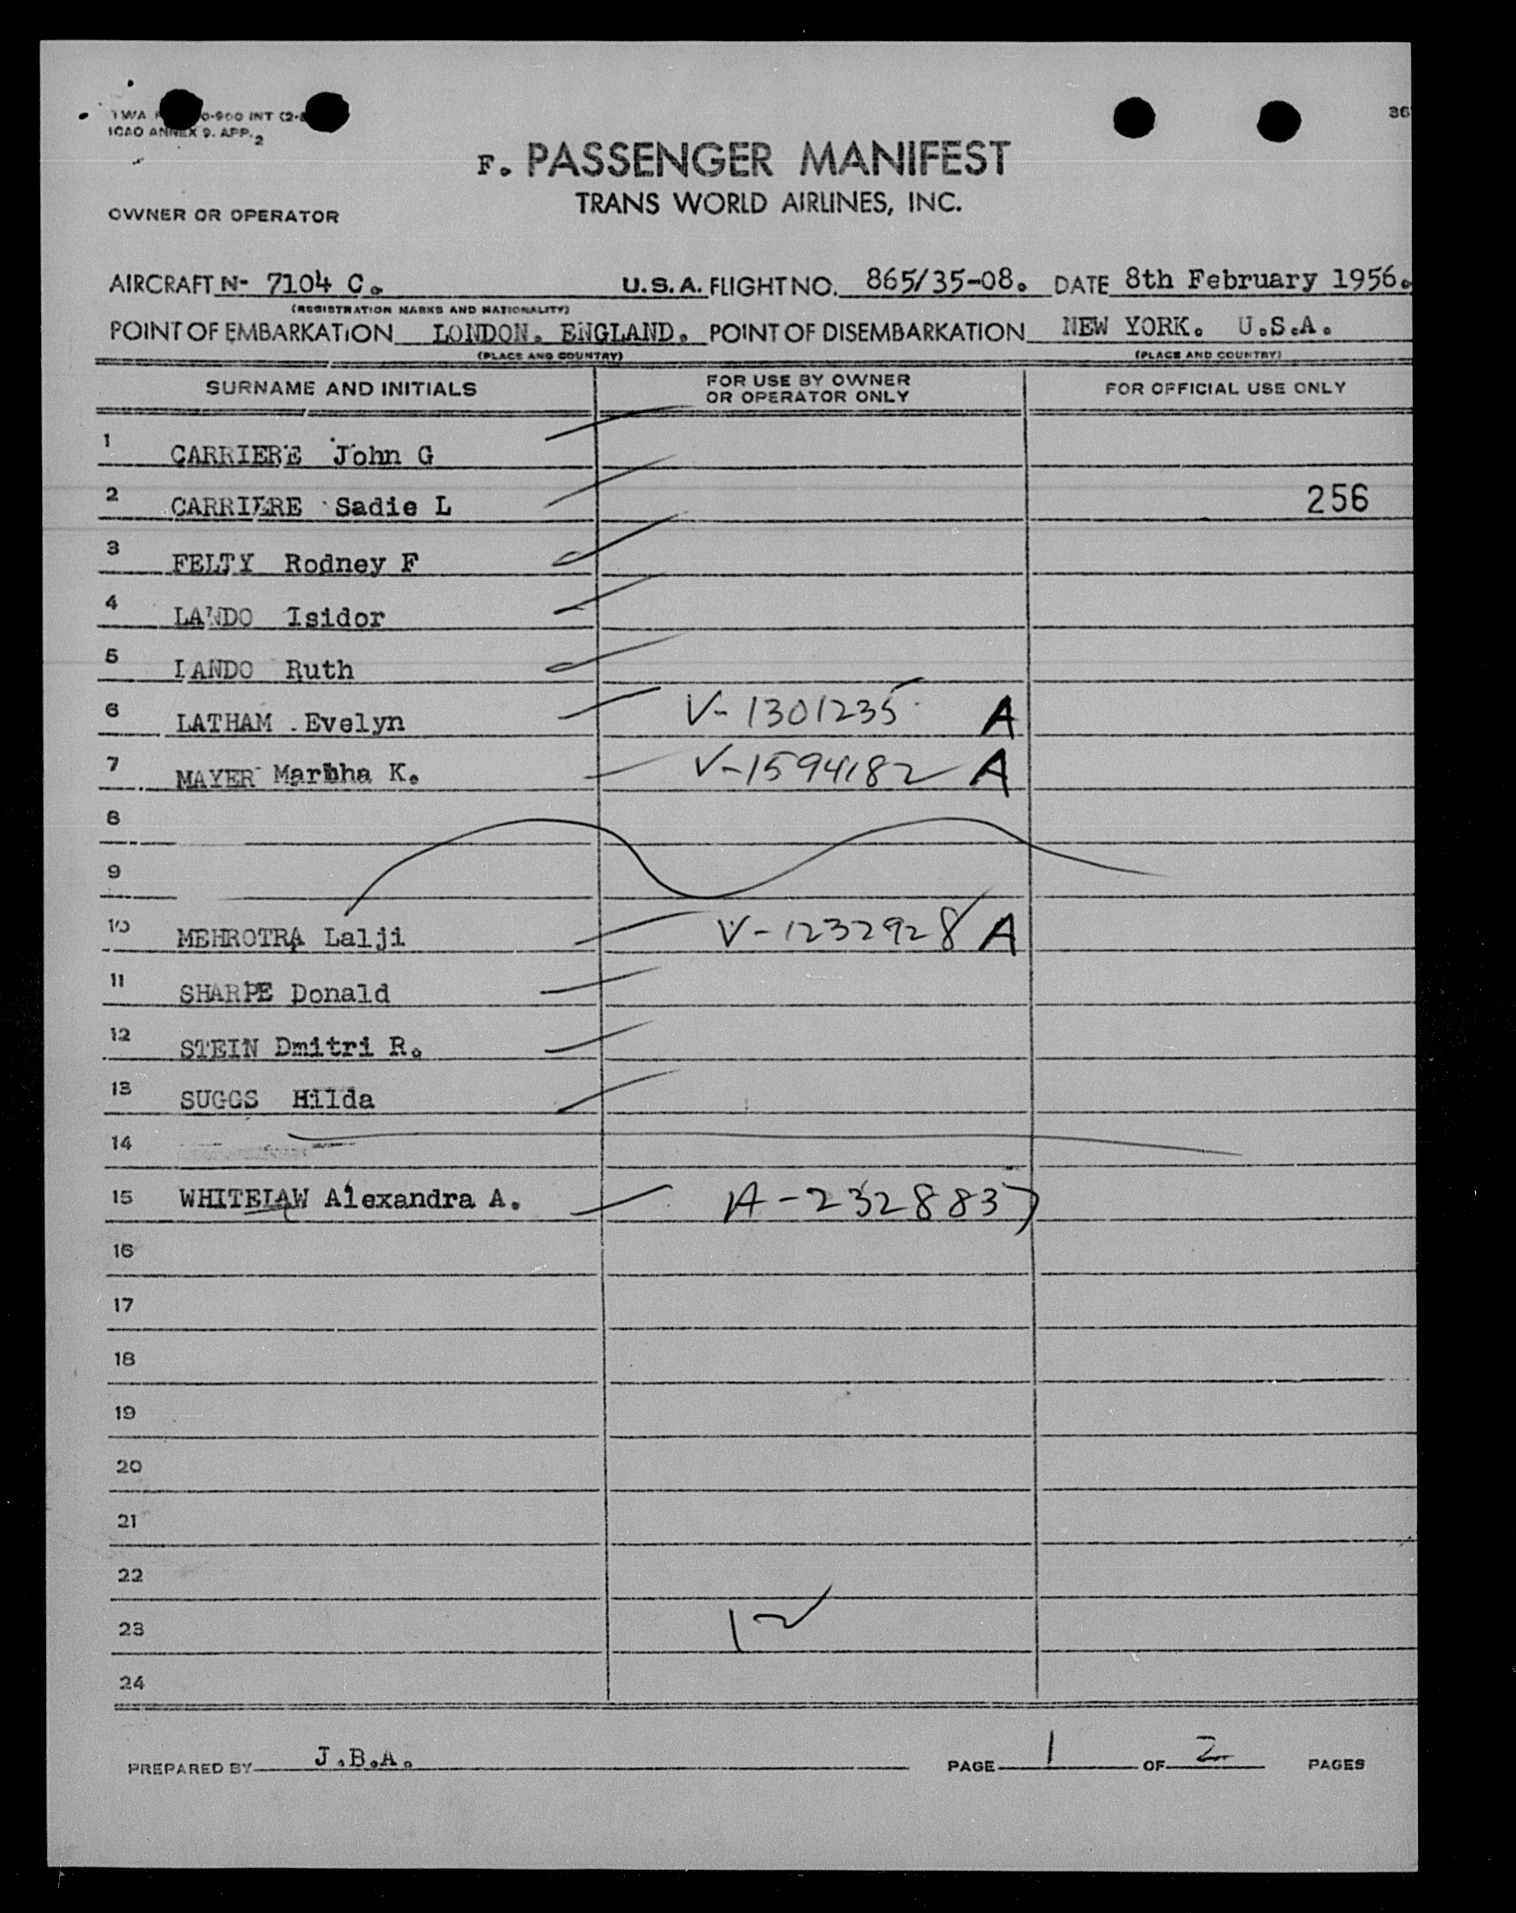 36
ICAO ANNEX 9. APP. 2
F. PASSENGER MANIFEST
TRANS WORLD AIRLINES, INC.
OWNER OR OPERATOR
AIRCRAFT N- 7104 C. U.S.A. FLIGHT NO. 865/35-08. DATE 8th February 1956.
(REGISTRATION MARKS AND NATIONALITY)
POINT OF EMBARKATION LONDON. ENGLAND. POINT OF DISEMBARKATION NEW YORK. U.S.A.
(PLACE AND COUNTRY) (PLACE AND COUNTRY)
SURNAME AND INITIALS FOR USE BY OWNER OR OPERATOR ONLY FOR OFFICIAL USE ONLY
1 CARRIERE John G
2 CARRIERE Sadie L 256
3 FELTY Rodney F
4 LANDO Isidor
5 LANDO Ruth
6 LATHAM Evelyn V-1301235 A
7 MAYER Martha K. V-1594182 A
8
9
10 MEHROTRA Lalji V-1232928 A
11 SHARPE Donald
12 STEIN Dmitri R.
13 SUGGS Hilda
14
15 WHITELAW Alexandra A. A-2328837
16
17
18
19
20
21
22
23 12
24
PREPARED BY J.B.A. PAGE 1 OF 2 PAGES